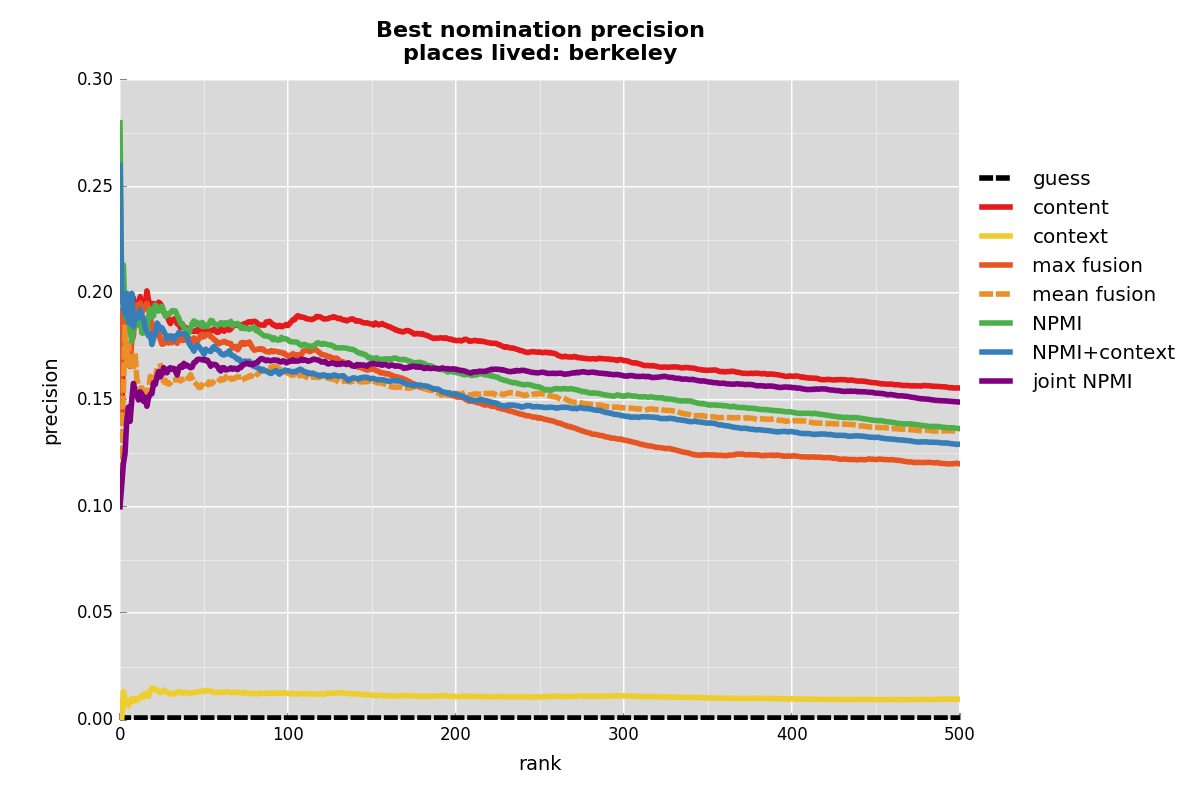 Best nomination precision
places lived: berkeley
0.30
0.25
0.20
0.15
0.10
0.05
0.00
precision
0
100
200
300
400
500
rank
guess
content
context
max fusion
mean fusion
NPMI
NPMI+context
joint NPMI